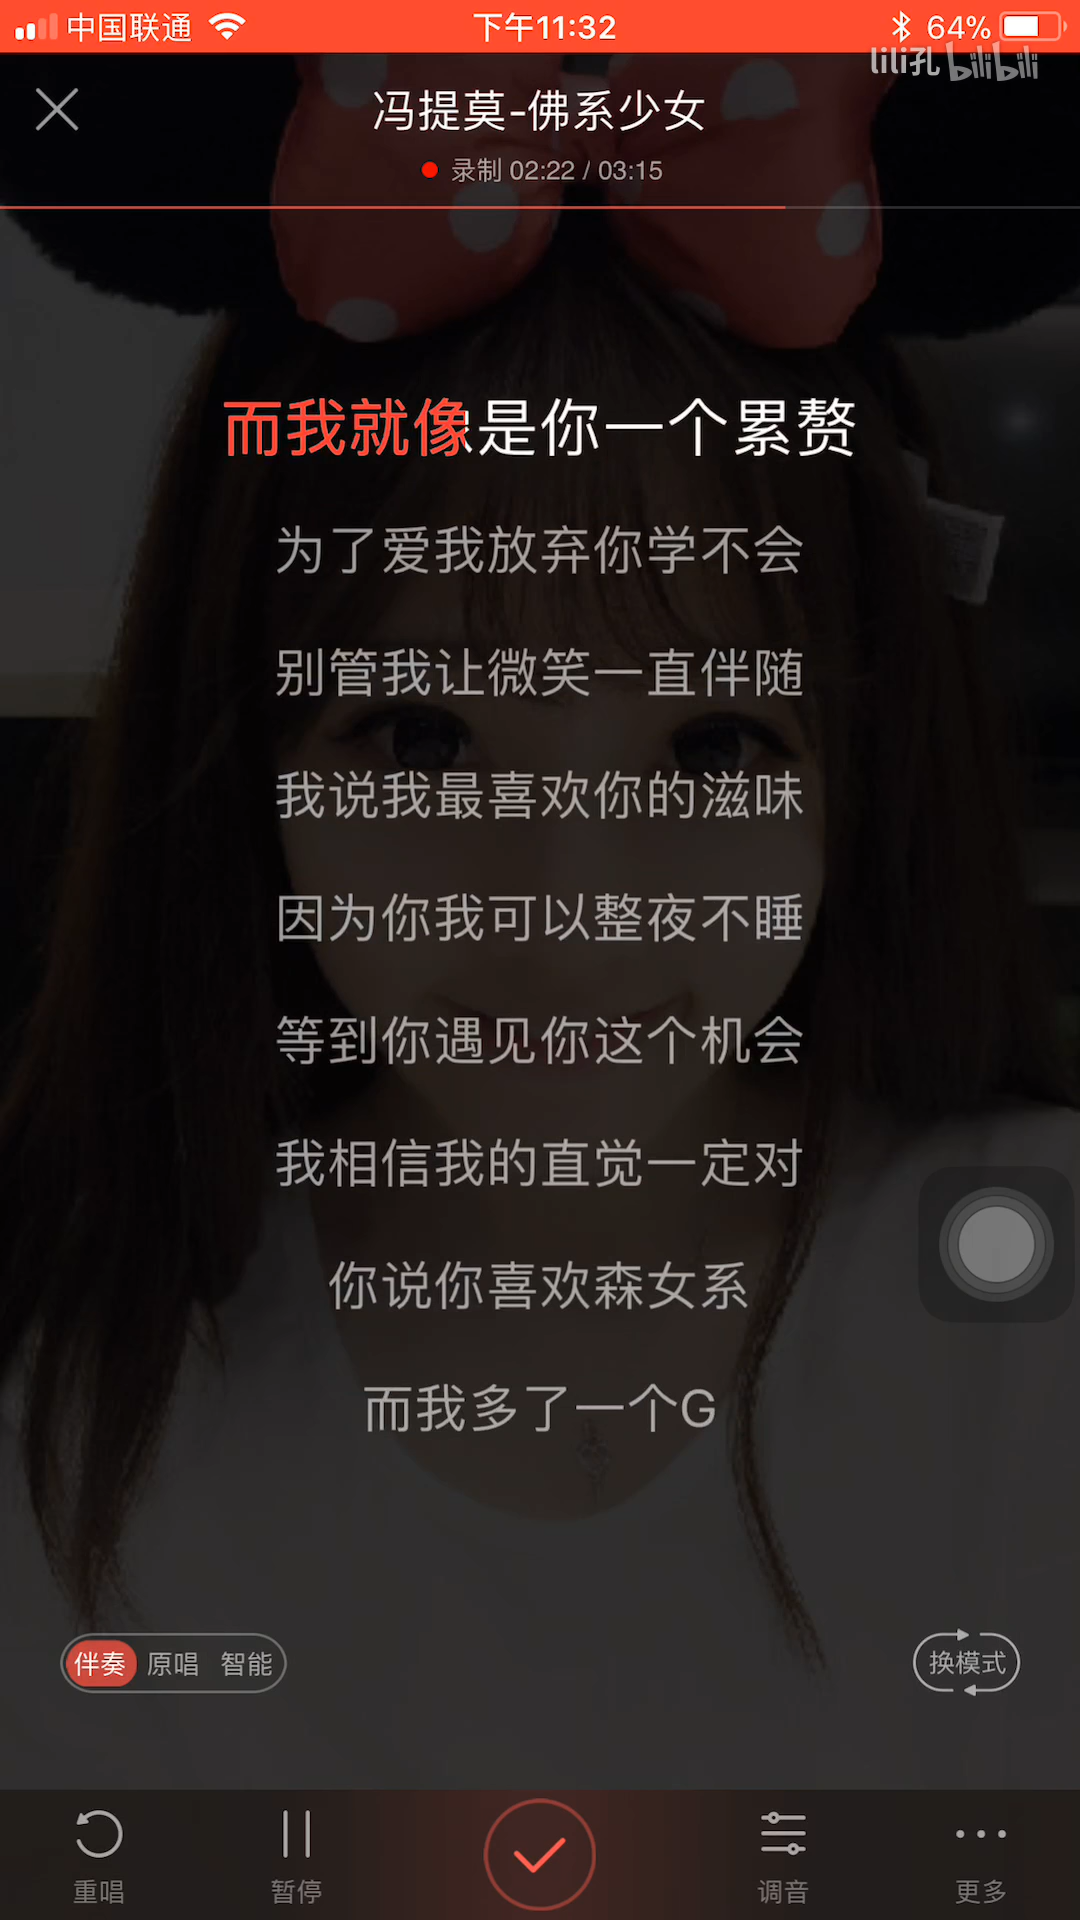 中国联通 下午11:32 64%
lili孔 bilibili
冯提莫-佛系少女
录制 02:22 / 03:15
而我就像是你一个累赘
为了爱我放弃你学不会
别管我让微笑一直伴随
我说我最喜欢你的滋味
因为你我可以整夜不睡
等到你遇见你这个机会
我相信我的直觉一定对
你说你喜欢森女系
而我多了一个G
伴奏 原唱 智能 换模式
重唱 暂停 调音 更多